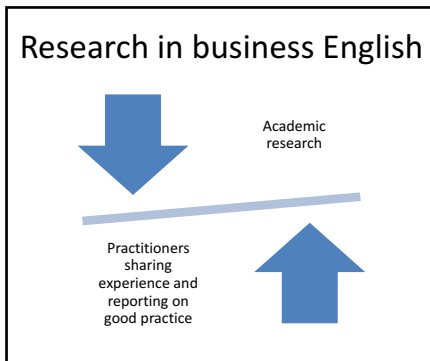 Research in business English
Academic
research
Practitioners
sharing
experience and
reporting on
good practice